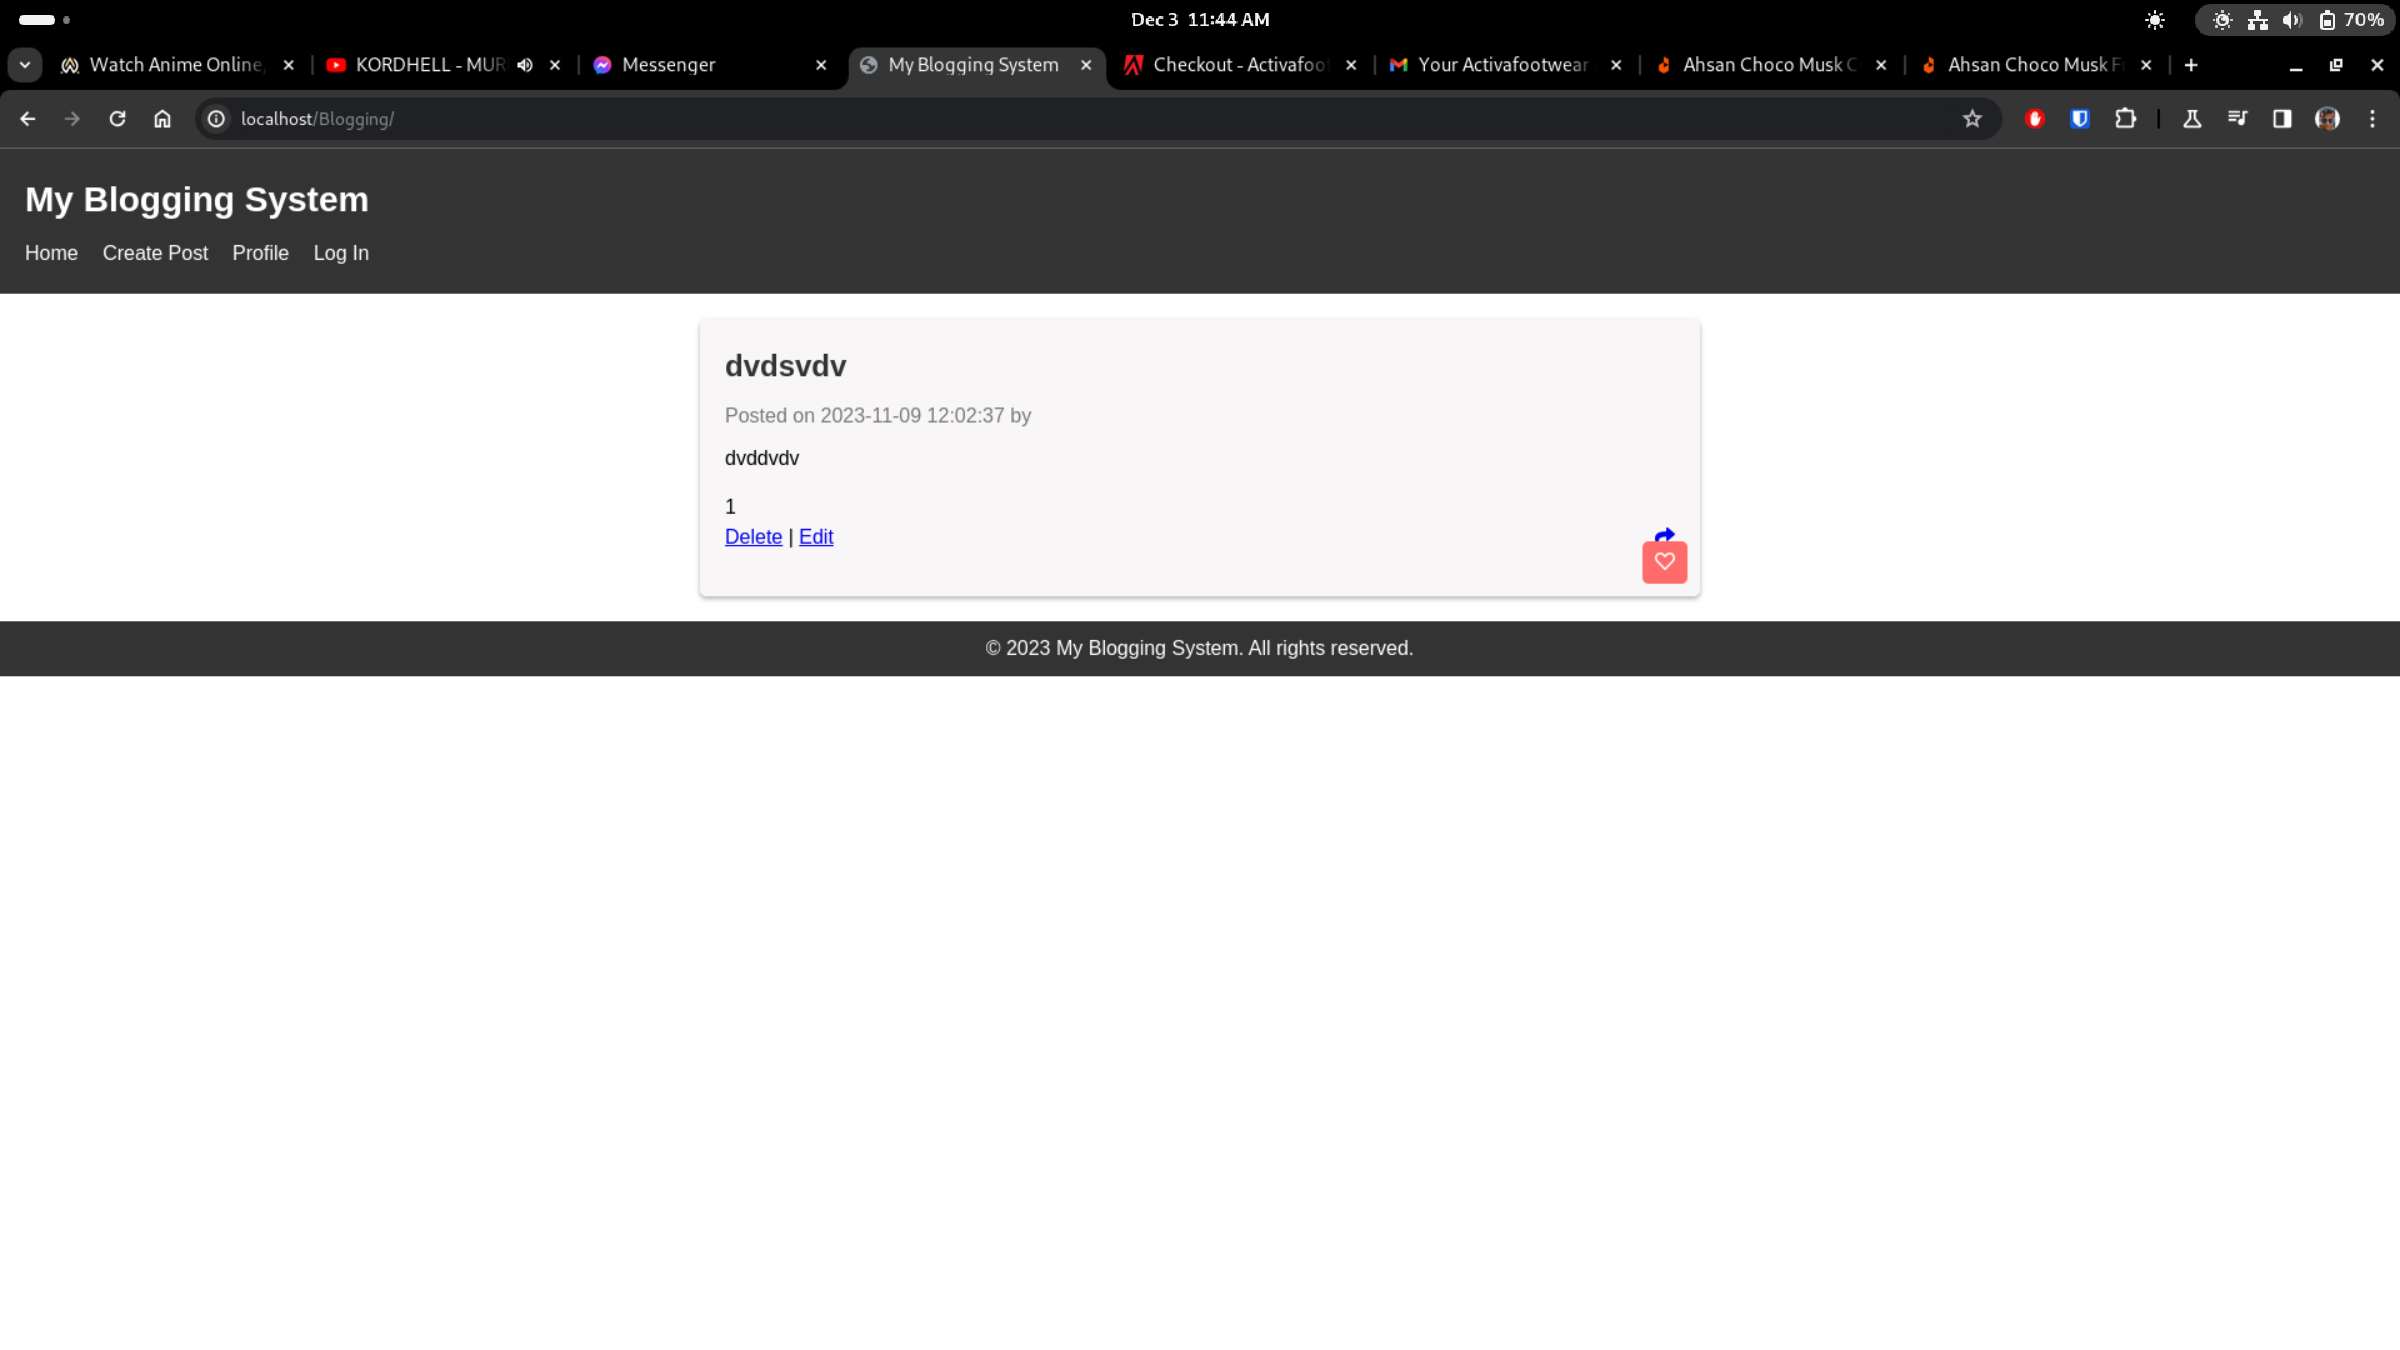 Dec 3 11:44 AM
70%
Watch Anime Online,
KORDHELL - MUR
Messenger
My Blogging System
Checkout - Activafoot
Your Activafootwear
Ahsan Choco Musk C
Ahsan Choco Musk F
localhost/Blogging/
My Blogging System
Home Create Post Profile Log In
dvdsvdv
Posted on 2023-11-09 12:02:37 by
dvddvdv
1
Delete | Edit
© 2023 My Blogging System. All rights reserved.